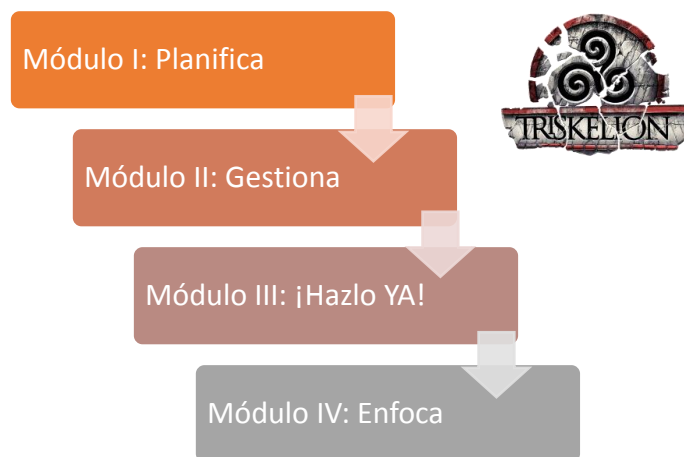 Módulo I: Planifica
TRISKELION
Módulo II: Gestiona
Módulo III: ¡Hazlo YA!
Módulo IV: Enfoca